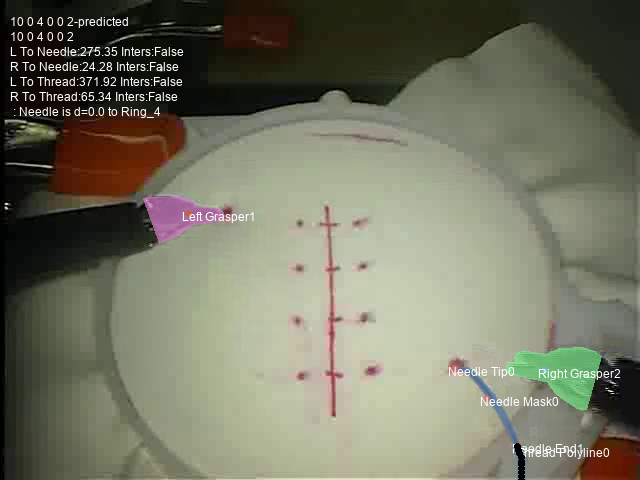 10 0 4 0 0 2-predicted
10 0 4 0 0 2
L To Needle:275.35 Inters:False
R To Needle:24.28 Inters:False
L To Thread:371.92 Inters:False
R To Thread:65.34 Inters:False
: Needle is d=0.0 to Ring_4
Left Grasper1
Needle Tip0
Right Grasper2
Needle Mask0
Needle End1
Thread Polyline0